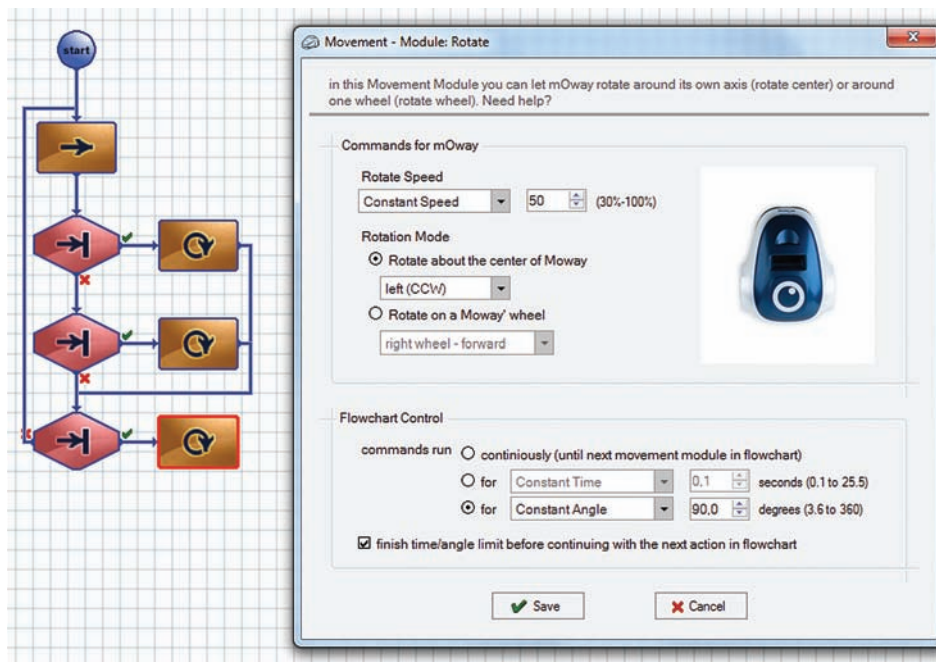 start
Movement - Module: Rotate
in this Movement Module you can let mOway rotate around its own axis (rotate center) or around
one wheel (rotate wheel). Need help?
Commands for mOway
Rotate Speed
Constant Speed 50 (30%-100%)
Rotation Mode
Rotate about the center of Moway
left (CCW)
Rotate on a Moway' wheel
right wheel - forward
Flowchart Control
commands run continiously (until next movement module in flowchart)
for Constant Time 0,1 seconds (0.1 to 25.5)
for Constant Angle 90,0 degrees (3.6 to 360)
finish time/angle limit before continuing with the next action in flowchart
Save Cancel